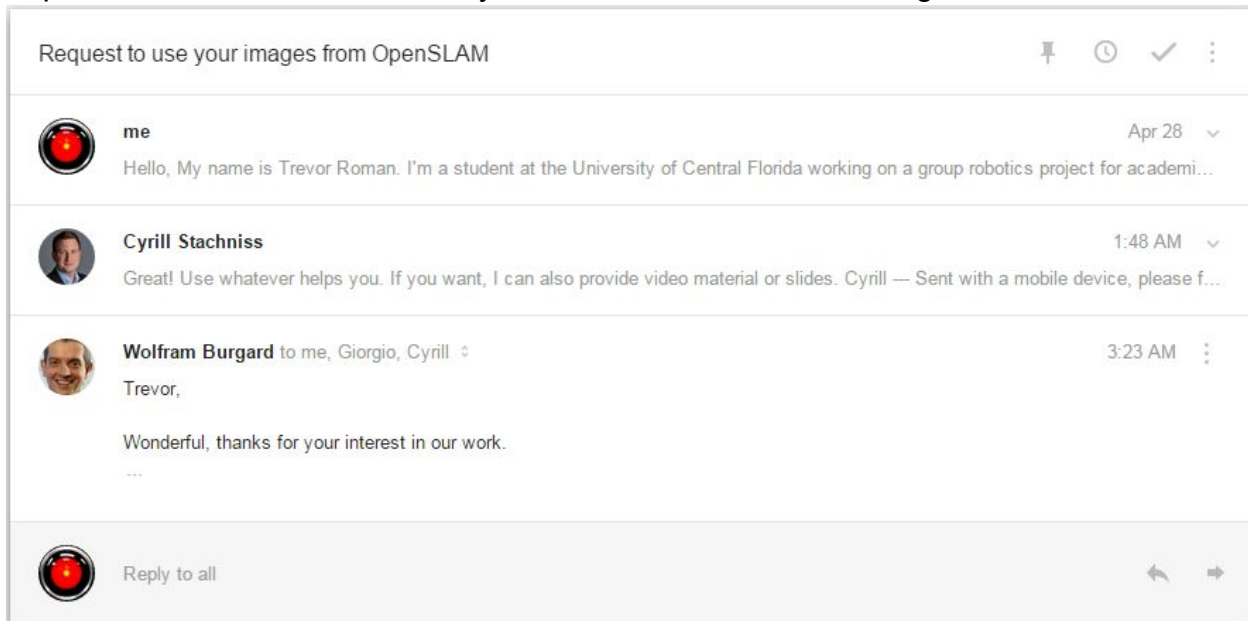 Request to use your images from OpenSLAM
me Apr 28
Hello, My name is Trevor Roman. I'm a student at the University of Central Florida working on a group robotics project for academi...
Cyrill Stachniss 1:48 AM
Great! Use whatever helps you. If you want, I can also provide video material or slides. Cyrill --- Sent with a mobile device, please f...
Wolfram Burgard to me, Giorgio, Cyrill 3:23 AM
Trevor,
Wonderful, thanks for your interest in our work.
...
Reply to all